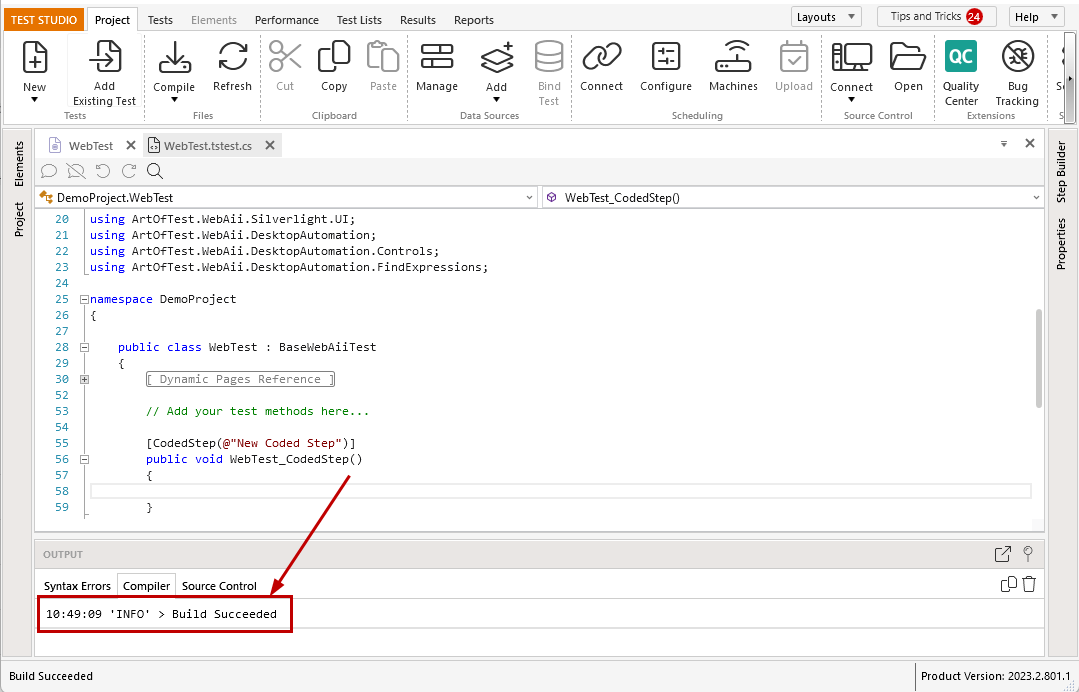 TEST STUDIO Project Tests Elements Performance Test Lists Results Reports Layouts Tips and Tricks 24 Help
New Add Existing Test Compile Refresh Cut Copy Paste Manage Add Bind Test Connect Configure Machines Upload Connect Open Quality Center Bug Tracking
QC
Tests Files Clipboard Data Sources Scheduling Source Control Extensions
Elements
Project
WebTest WebTest.tstest.cs
DemoProject.WebTest WebTest_CodedStep()
20 using ArtOfTest.WebAii.Silverlight.UI;
21 using ArtOfTest.WebAii.DesktopAutomation;
22 using ArtOfTest.WebAii.DesktopAutomation.Controls;
23 using ArtOfTest.WebAii.DesktopAutomation.FindExpressions;
24
25 namespace DemoProject
26 {
27
28 public class WebTest : BaseWebAiiTest
29 {
30 [ Dynamic Pages Reference ]
52
53 // Add your test methods here...
54
55 [CodedStep(@"New Coded Step")]
56 public void WebTest_CodedStep()
57 {
58
59 }
Step Builder
Properties
OUTPUT
Syntax Errors Compiler Source Control
10:49:09 'INFO' > Build Succeeded
Build Succeeded Product Version: 2023.2.801.1